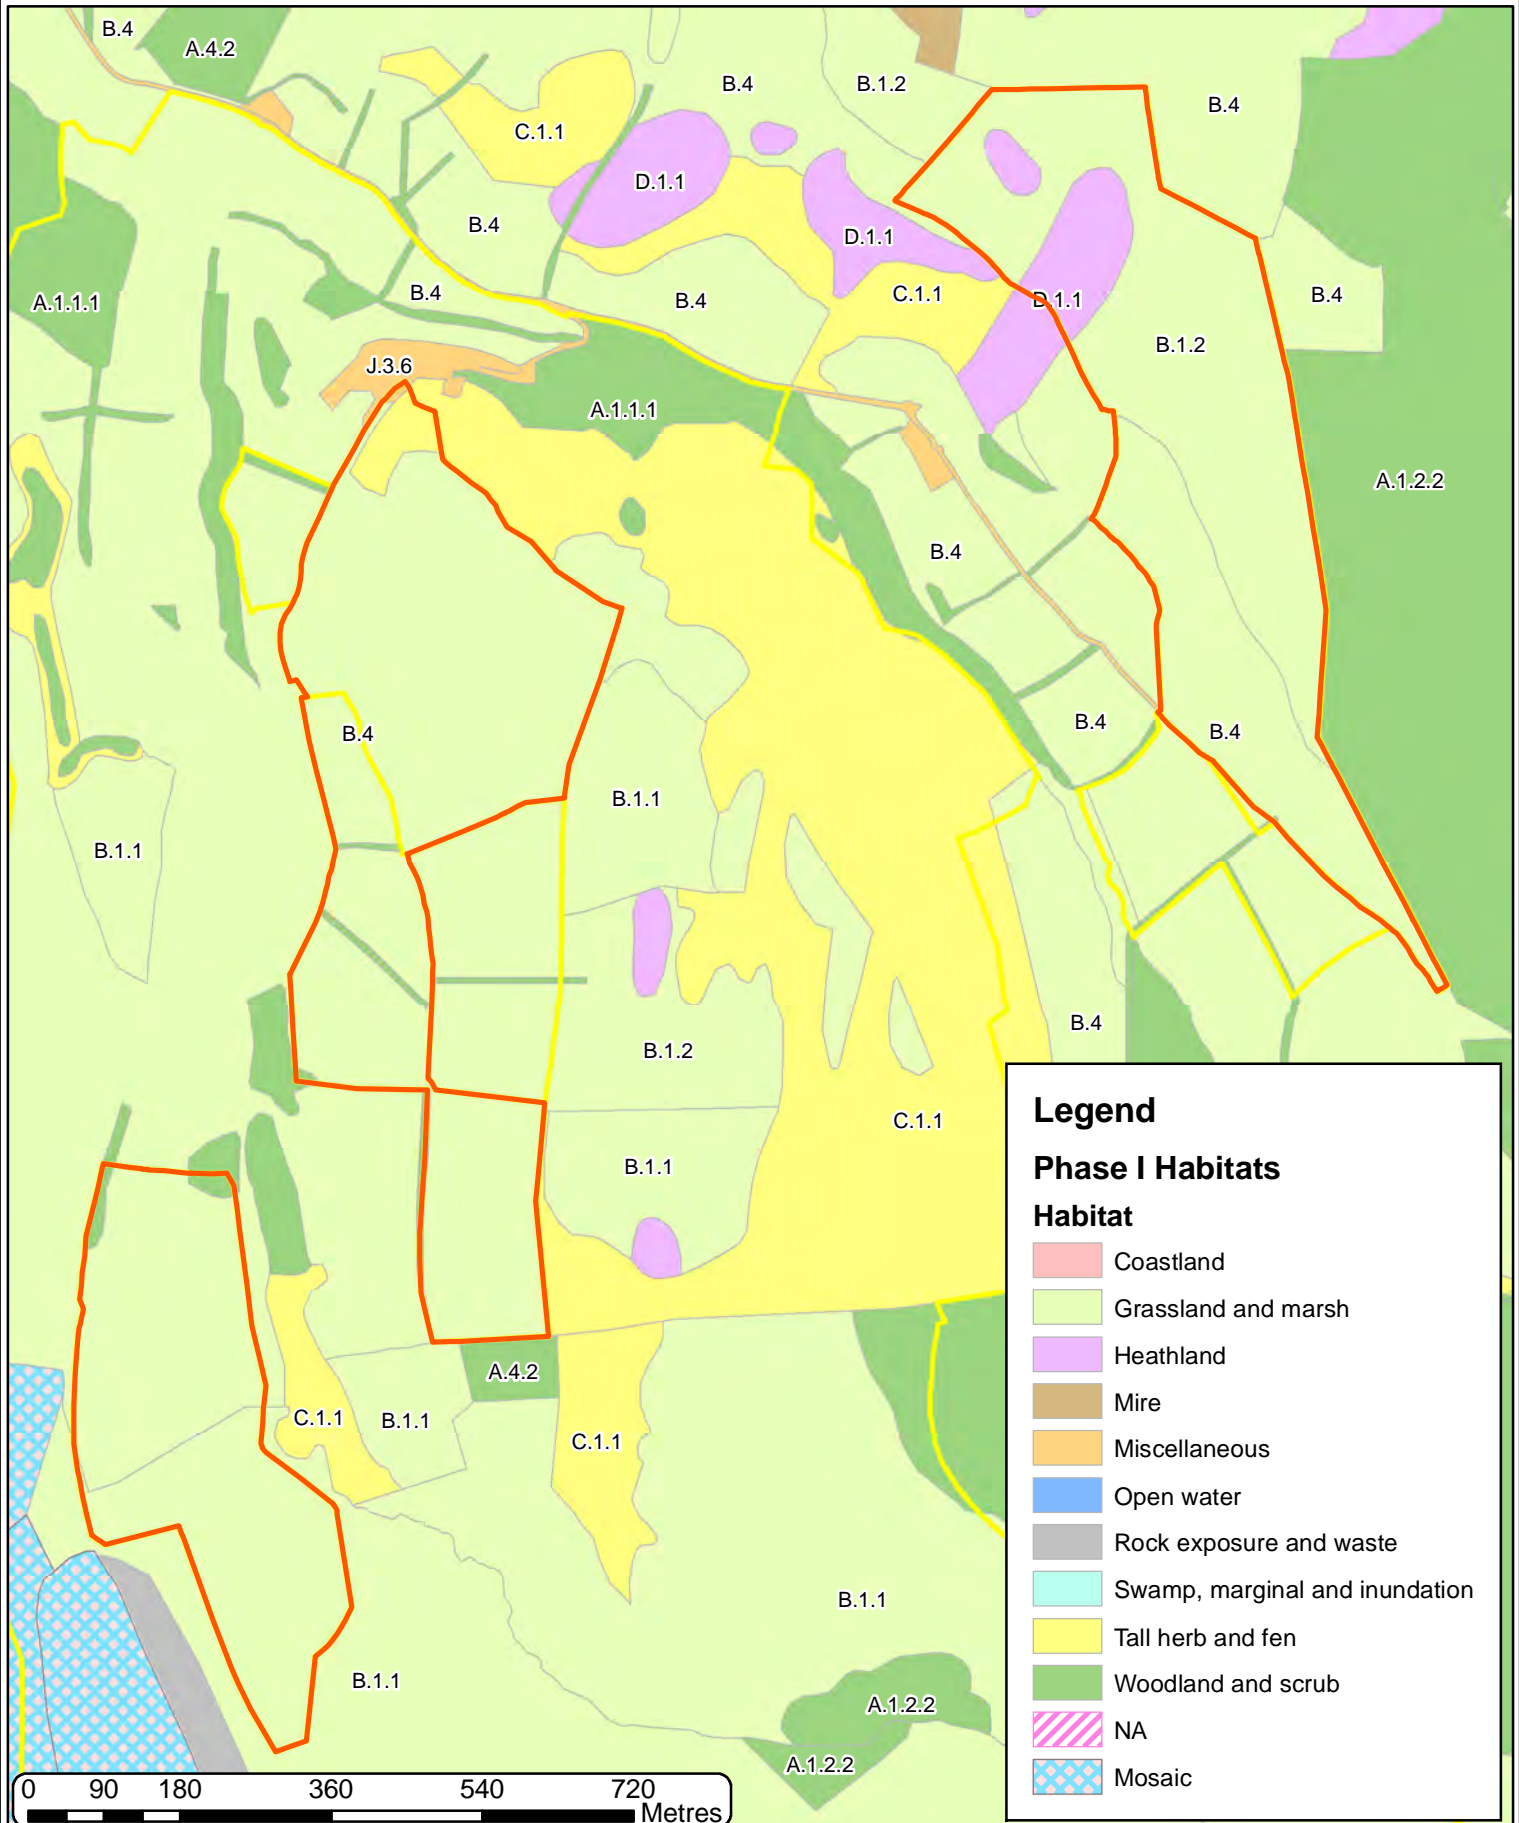 B.4
A.4.2
B.4
B.1.2
B.4
C.1.1
D.1.1
B.4
D.1.1
A.1.1.1
B.4
B.4
C.1.1
D.1.1
B.4
B.1.2
J.3.6
A.1.1.1
A.1.2.2
B.4
B.4
B.4
B.4
B.1.1
B.1.1
B.4
B.1.2
C.1.1
B.1.1
A.4.2
C.1.1
B.1.1
C.1.1
B.1.1
B.1.1
A.1.2.2
A.1.2.2
Legend
Phase I Habitats
Habitat
Coastland
Grassland and marsh
Heathland
Mire
Miscellaneous
Open water
Rock exposure and waste
Swamp, marginal and inundation
Tall herb and fen
Woodland and scrub
NA
Mosaic
0 90 180 360 540 720
Metres